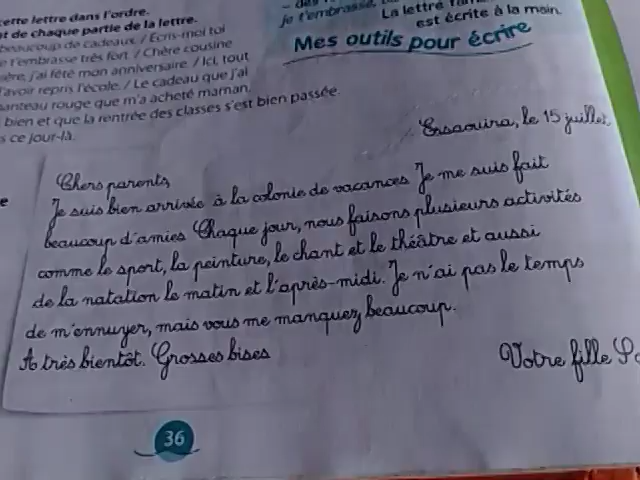 cette lettre dans l'ordre.
de chaque partie de la lettre.
beaucoup de cadeaux. / Écris-moi toi
t'embrasse très fort. / Chère cousine
j'ai fêté mon anniversaire. / Ici, tout
avoir repris l'école. / Le cadeau que j'ai
manteau rouge que m'a acheté maman.
bien et que la rentrée des classes s'est bien passée.
ce jour-là.
je t'embrasse,
La lettre
est écrite à la main.
Mes outils pour écrire
Essaouira, le 15 juillet
Chers parents,
Je suis bien arrivée à la colonie de vacances. Je me suis fait
beaucoup d'amies. Chaque jour, nous faisons plusieurs activités
comme le sport, la peinture, le chant et le théâtre et aussi
de la natation le matin et l'après-midi. Je n'ai pas le temps
de m'ennuyer, mais vous me manquez beaucoup.
A très bientôt. Grosses bises
Votre fille
36